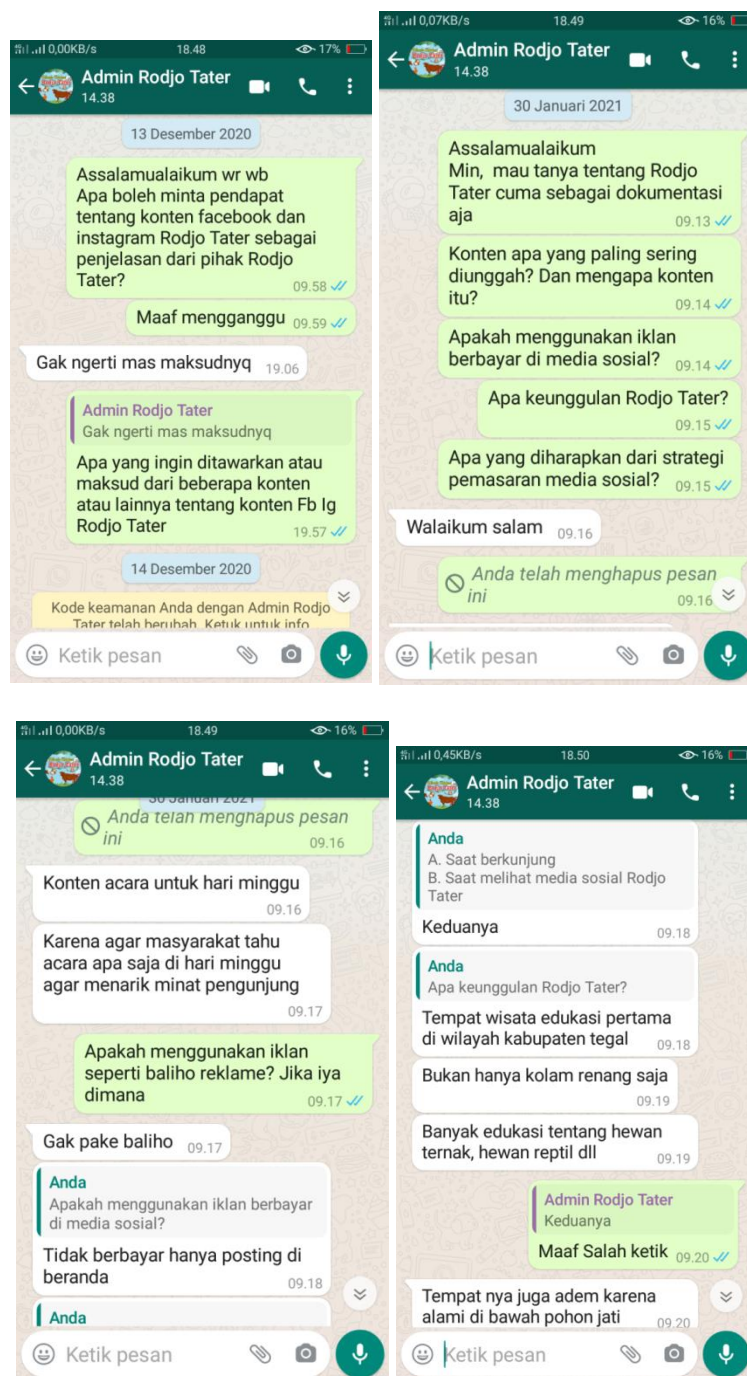 0,00KB/s 18.48 17%
Admin Rodjo Tater
14.38
13 Desember 2020
Assalamualaikum wr wb
Apa boleh minta pendapat
tentang konten facebook dan
instagram Rodjo Tater sebagai
penjelasan dari pihak Rodjo
Tater?
09.58
Maaf mengganggu 09.59
Gak ngerti mas maksudnyq 19.06
Admin Rodjo Tater
Gak ngerti mas maksudnyq
Apa yang ingin ditawarkan atau
maksud dari beberapa konten
atau lainnya tentang konten Fb Ig
Rodjo Tater
19.57
14 Desember 2020
Kode keamanan Anda dengan Admin Rodjo
Tater telah berubah. Ketuk untuk info
Ketik pesan
0,07KB/s 18.49 16%
Admin Rodjo Tater
14.38
30 Januari 2021
Assalamualaikum
Min, mau tanya tentang Rodjo
Tater cuma sebagai dokumentasi
aja
09.13
Konten apa yang paling sering
diunggah? Dan mengapa konten
itu?
09.14
Apakah menggunakan iklan
berbayar di media sosial? 09.14
Apa keunggulan Rodjo Tater?
09.15
Apa yang diharapkan dari strategi
pemasaran media sosial? 09.15
Walaikum salam 09.16
Anda telah menghapus pesan
ini
09.16
Ketik pesan
0,00KB/s 18.49 16%
Admin Rodjo Tater
14.38
30 Januari 2021
Anda telah menghapus pesan
ini
09.16
Konten acara untuk hari minggu
09.16
Karena agar masyarakat tahu
acara apa saja di hari minggu
agar menarik minat pengunjung
09.17
Apakah menggunakan iklan
seperti baliho reklame? Jika iya
dimana
09.17
Gak pake baliho 09.17
Anda
Apakah menggunakan iklan berbayar
di media sosial?
Tidak berbayar hanya posting di
beranda
09.18
Anda
Ketik pesan
0,45KB/s 18.50 16%
Admin Rodjo Tater
14.38
Anda
A. Saat berkunjung
B. Saat melihat media sosial Rodjo
Tater
Keduanya 09.18
Anda
Apa keunggulan Rodjo Tater?
Tempat wisata edukasi pertama
di wilayah kabupaten tegal 09.18
Bukan hanya kolam renang saja
09.19
Banyak edukasi tentang hewan
ternak, hewan reptil dll 09.19
Admin Rodjo Tater
Keduanya
Maaf Salah ketik 09.20
Tempat nya juga adem karena
alami di bawah pohon jati 09.20
Ketik pesan